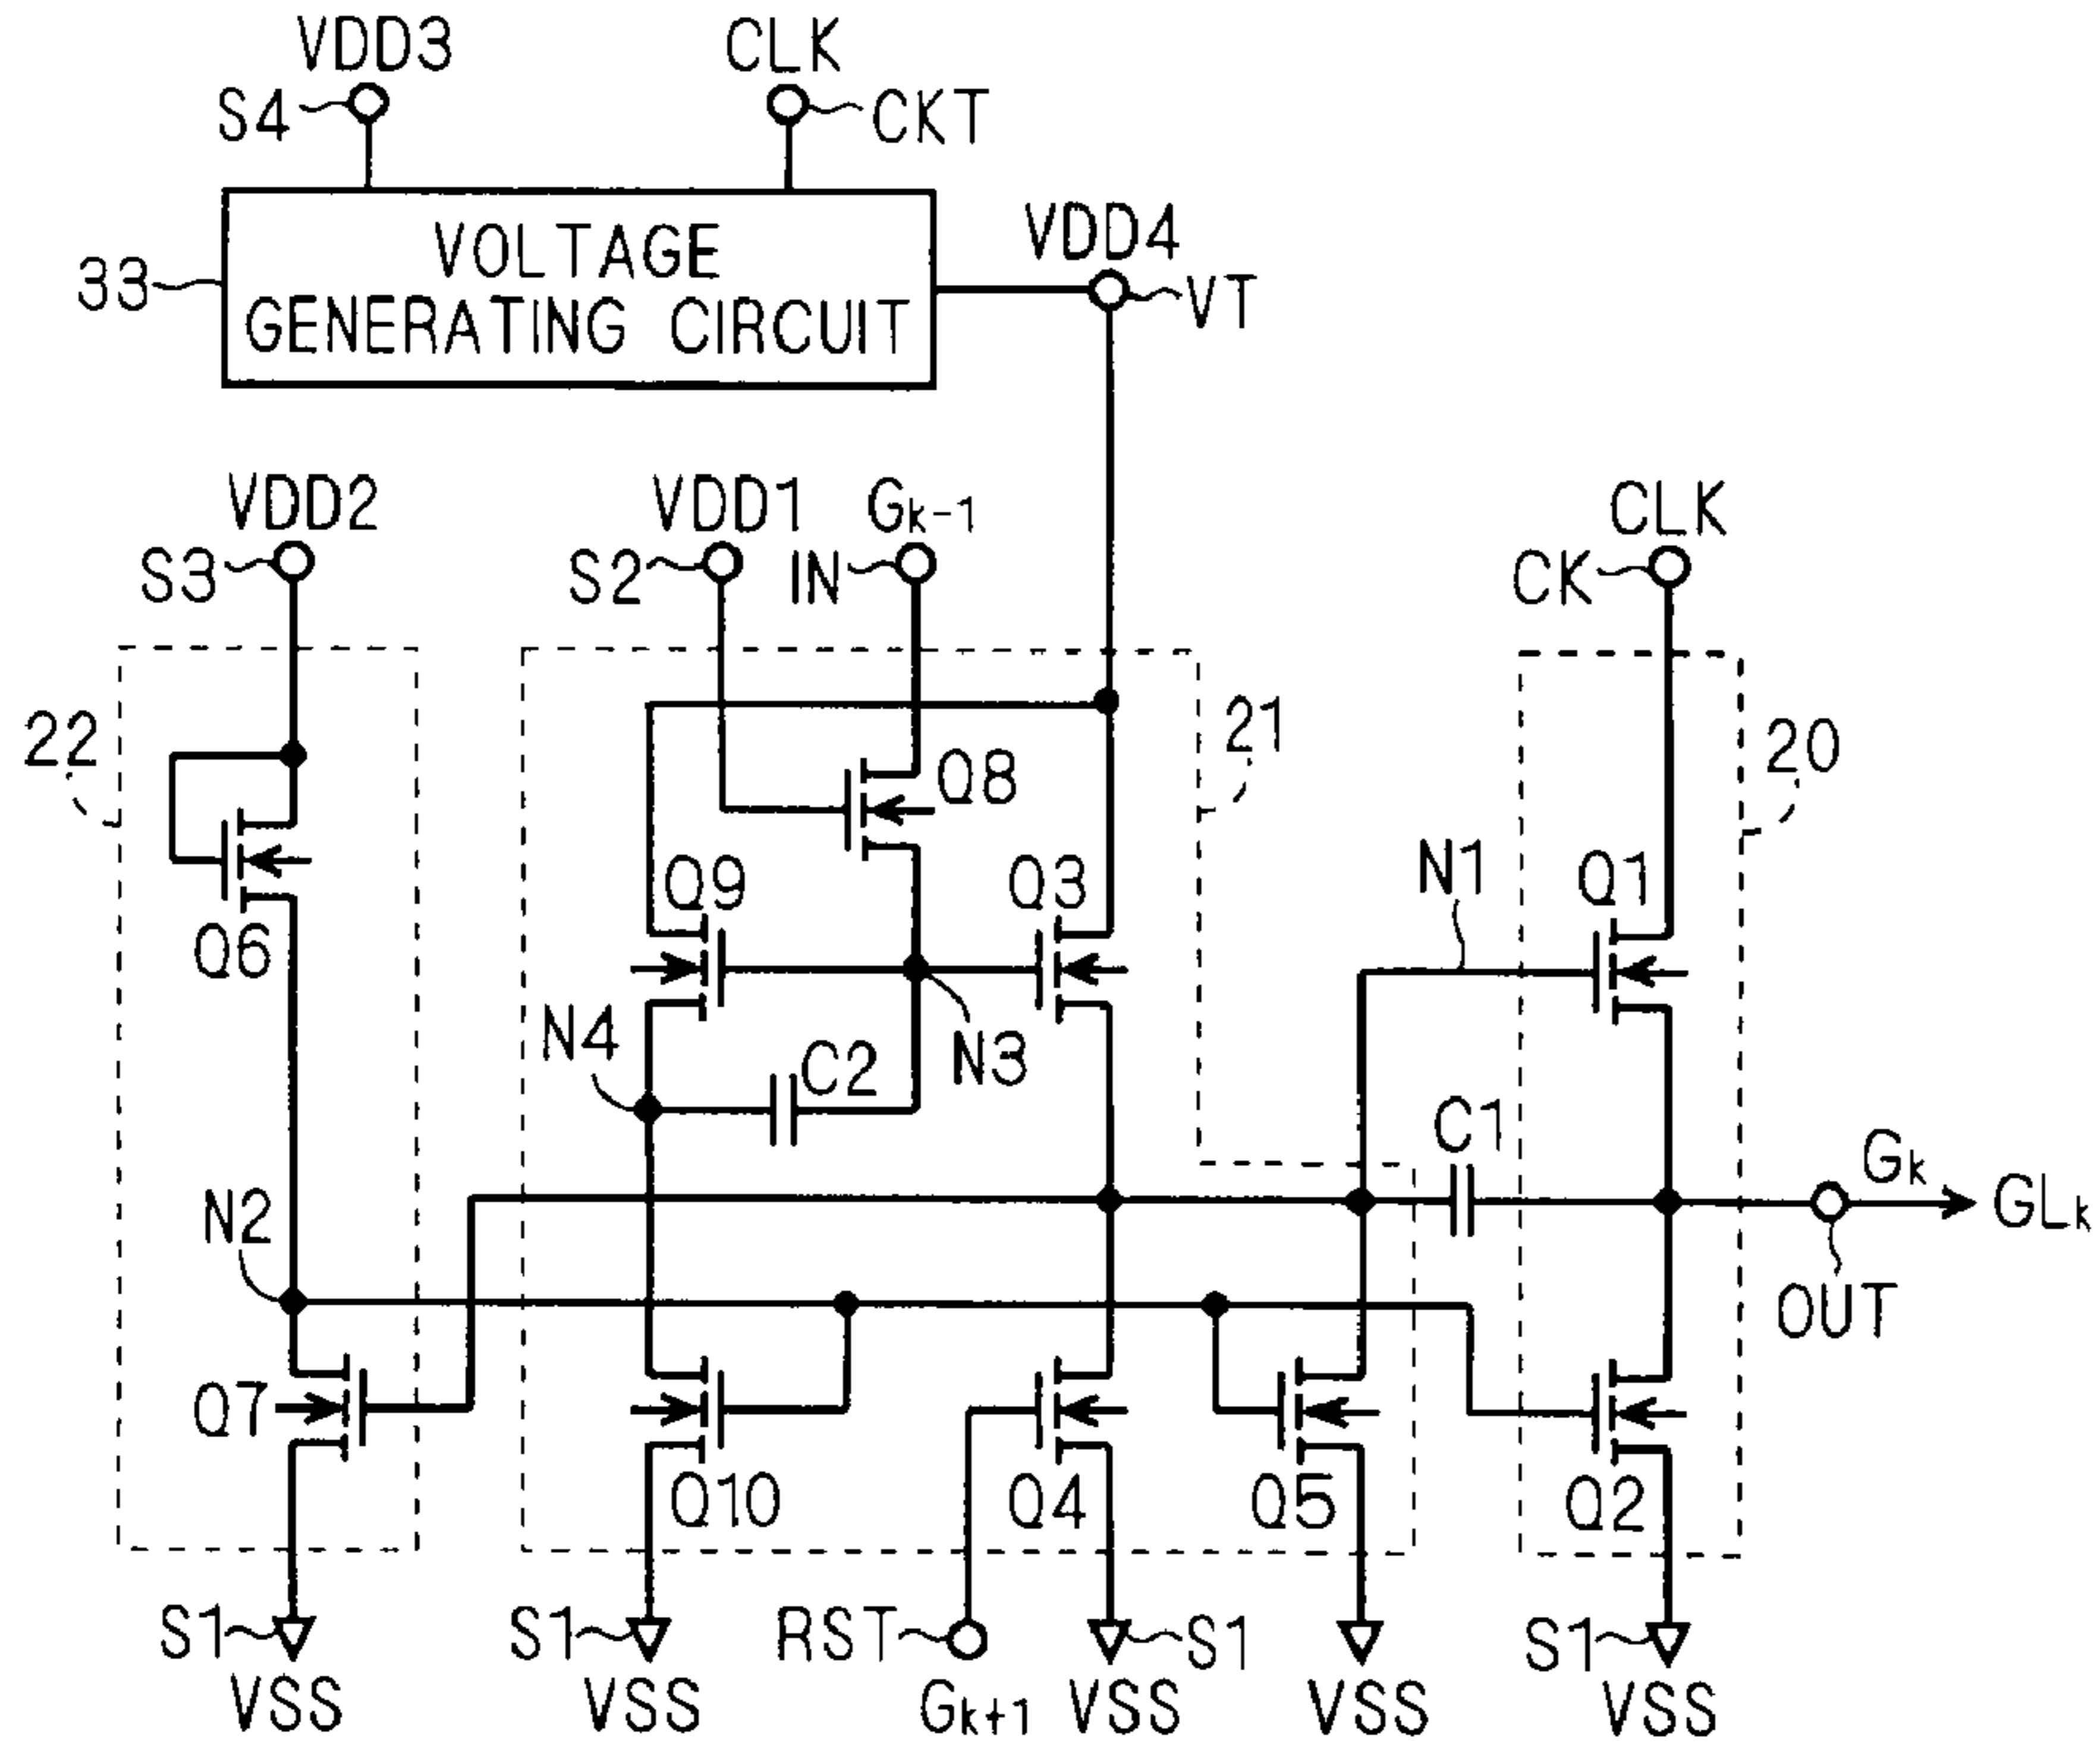 VDD3
CLK
S4
CKT
VOLTAGE
GENERATING CIRCUIT
33
VDD4
VT
VDD2
S3
VDD1
S2
Gk-1
IN
CLK
CK
22
21
20
Q8
Q9
Q3
N1
Q1
Q6
N4
C2
N3
C1
Gk
GLk
N2
OUT
Q7
Q10
Q4
Q5
Q2
S1
VSS
S1
VSS
RST
Gk+1
S1
VSS
VSS
S1
VSS